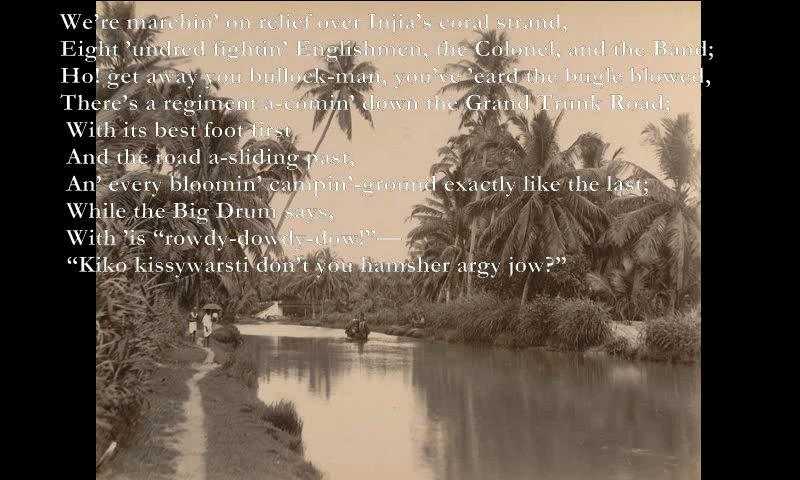 We're marchin' on relief over Injia's coral strand,
Eight 'undred fightin' Englishmen, the Colonel, and the Band;
Ho! get away you bullock-man, you've 'eard the bugle blowed,
There's a regiment a-comin' down the Grand Trunk Road;
With its best foot first
And the road a-sliding past,
An' every bloomin' campin'-ground exactly like the last;
While the Big Drum says,
With 'is “rowdy-dowdy-dow!”—
“Kiko kissywarsti don't you hamsher argy jow?”